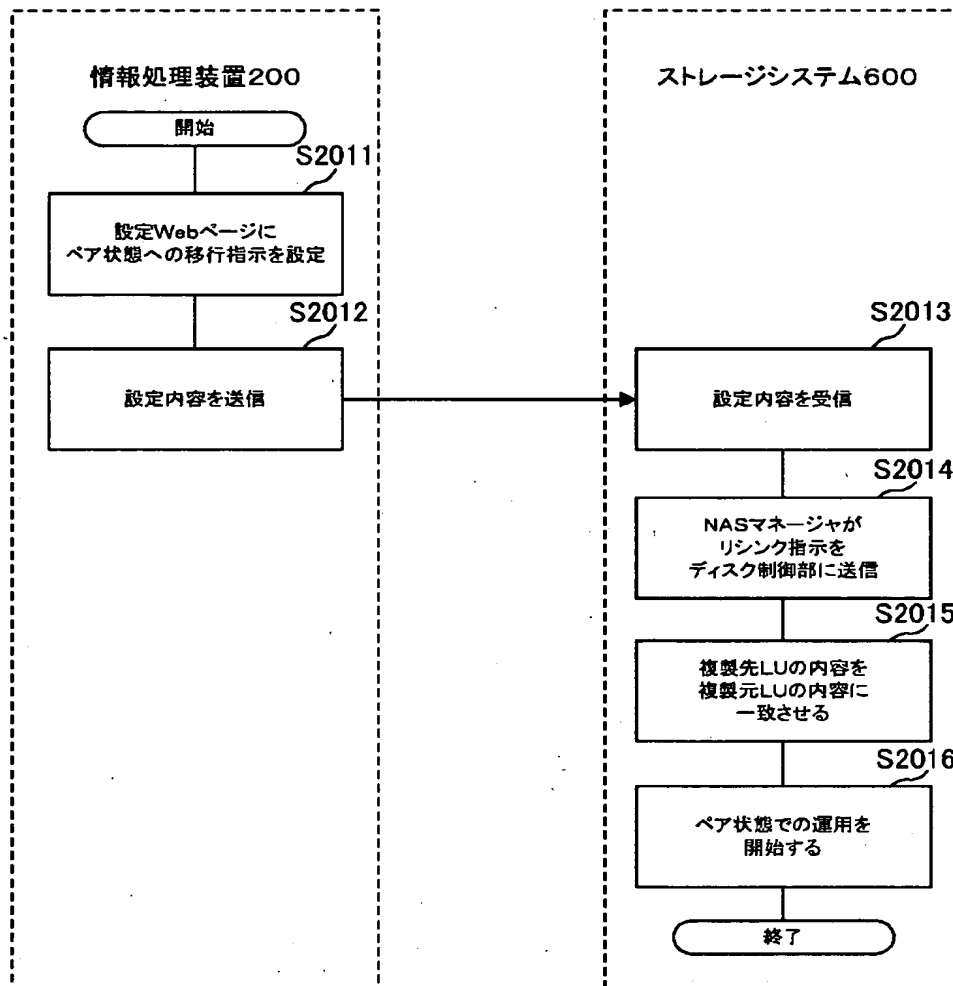 情報処理装置200
開始
S2011
設定Webページに
ペア状態への移行指示を設定
S2012
設定内容を送信
ストレージシステム600
S2013
設定内容を受信
S2014
NASマネージャが
リシンク指示を
ディスク制御部に送信
S2015
複製先LUの内容を
複製元LUの内容に
一致させる
S2016
ペア状態での運用を
開始する
終了